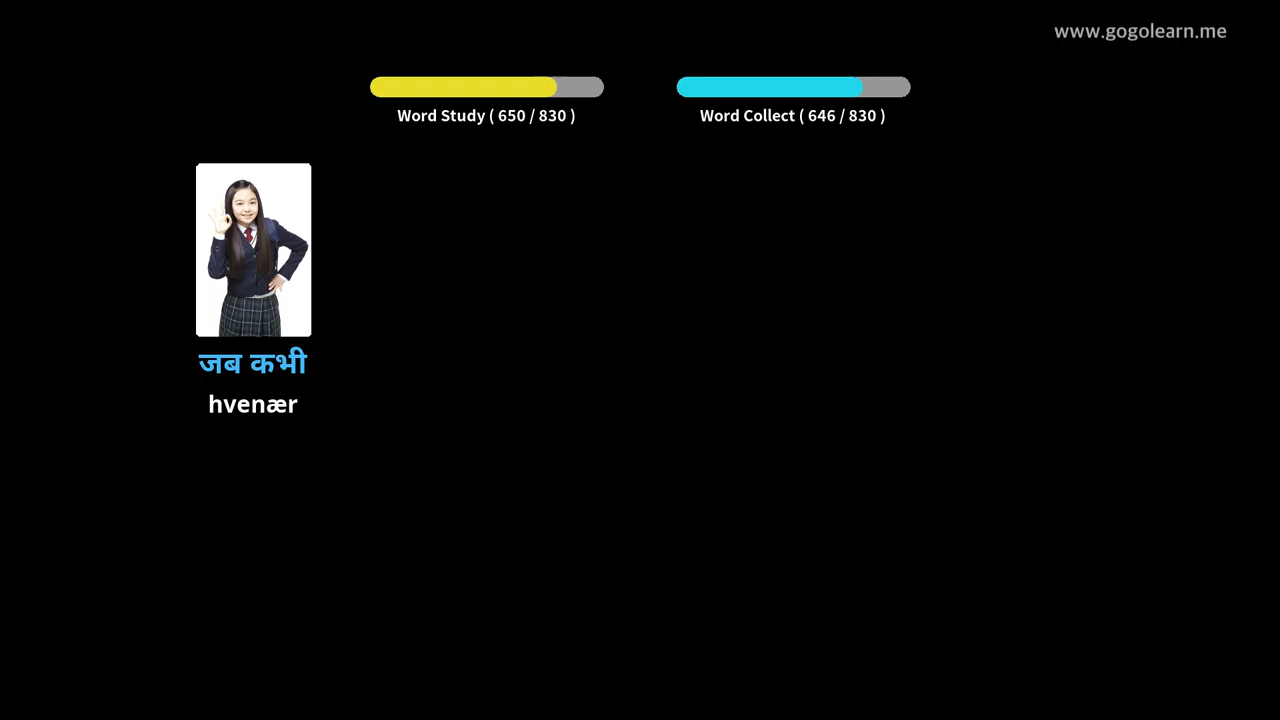 www.gogolearn.me
Word Study ( 650 / 830 )
Word Collect ( 646 / 830 )
जब कभी
hvenær